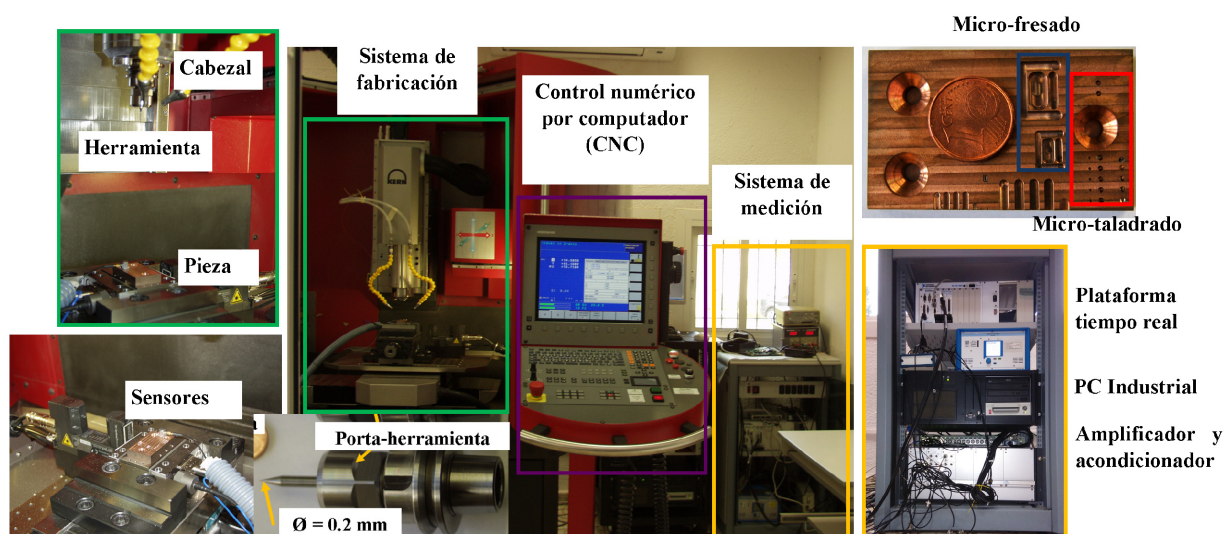 Cabezal
Herramienta
Pieza
Sensores
Sistema de
fabricación
KERN
Porta-herramienta
Ø = 0.2 mm
Control numérico
por computador
(CNC)
Sistema de
medición
Micro-fresado
Micro-taladrado
Plataforma
tiempo real
PC Industrial
Amplificador y
acondicionador